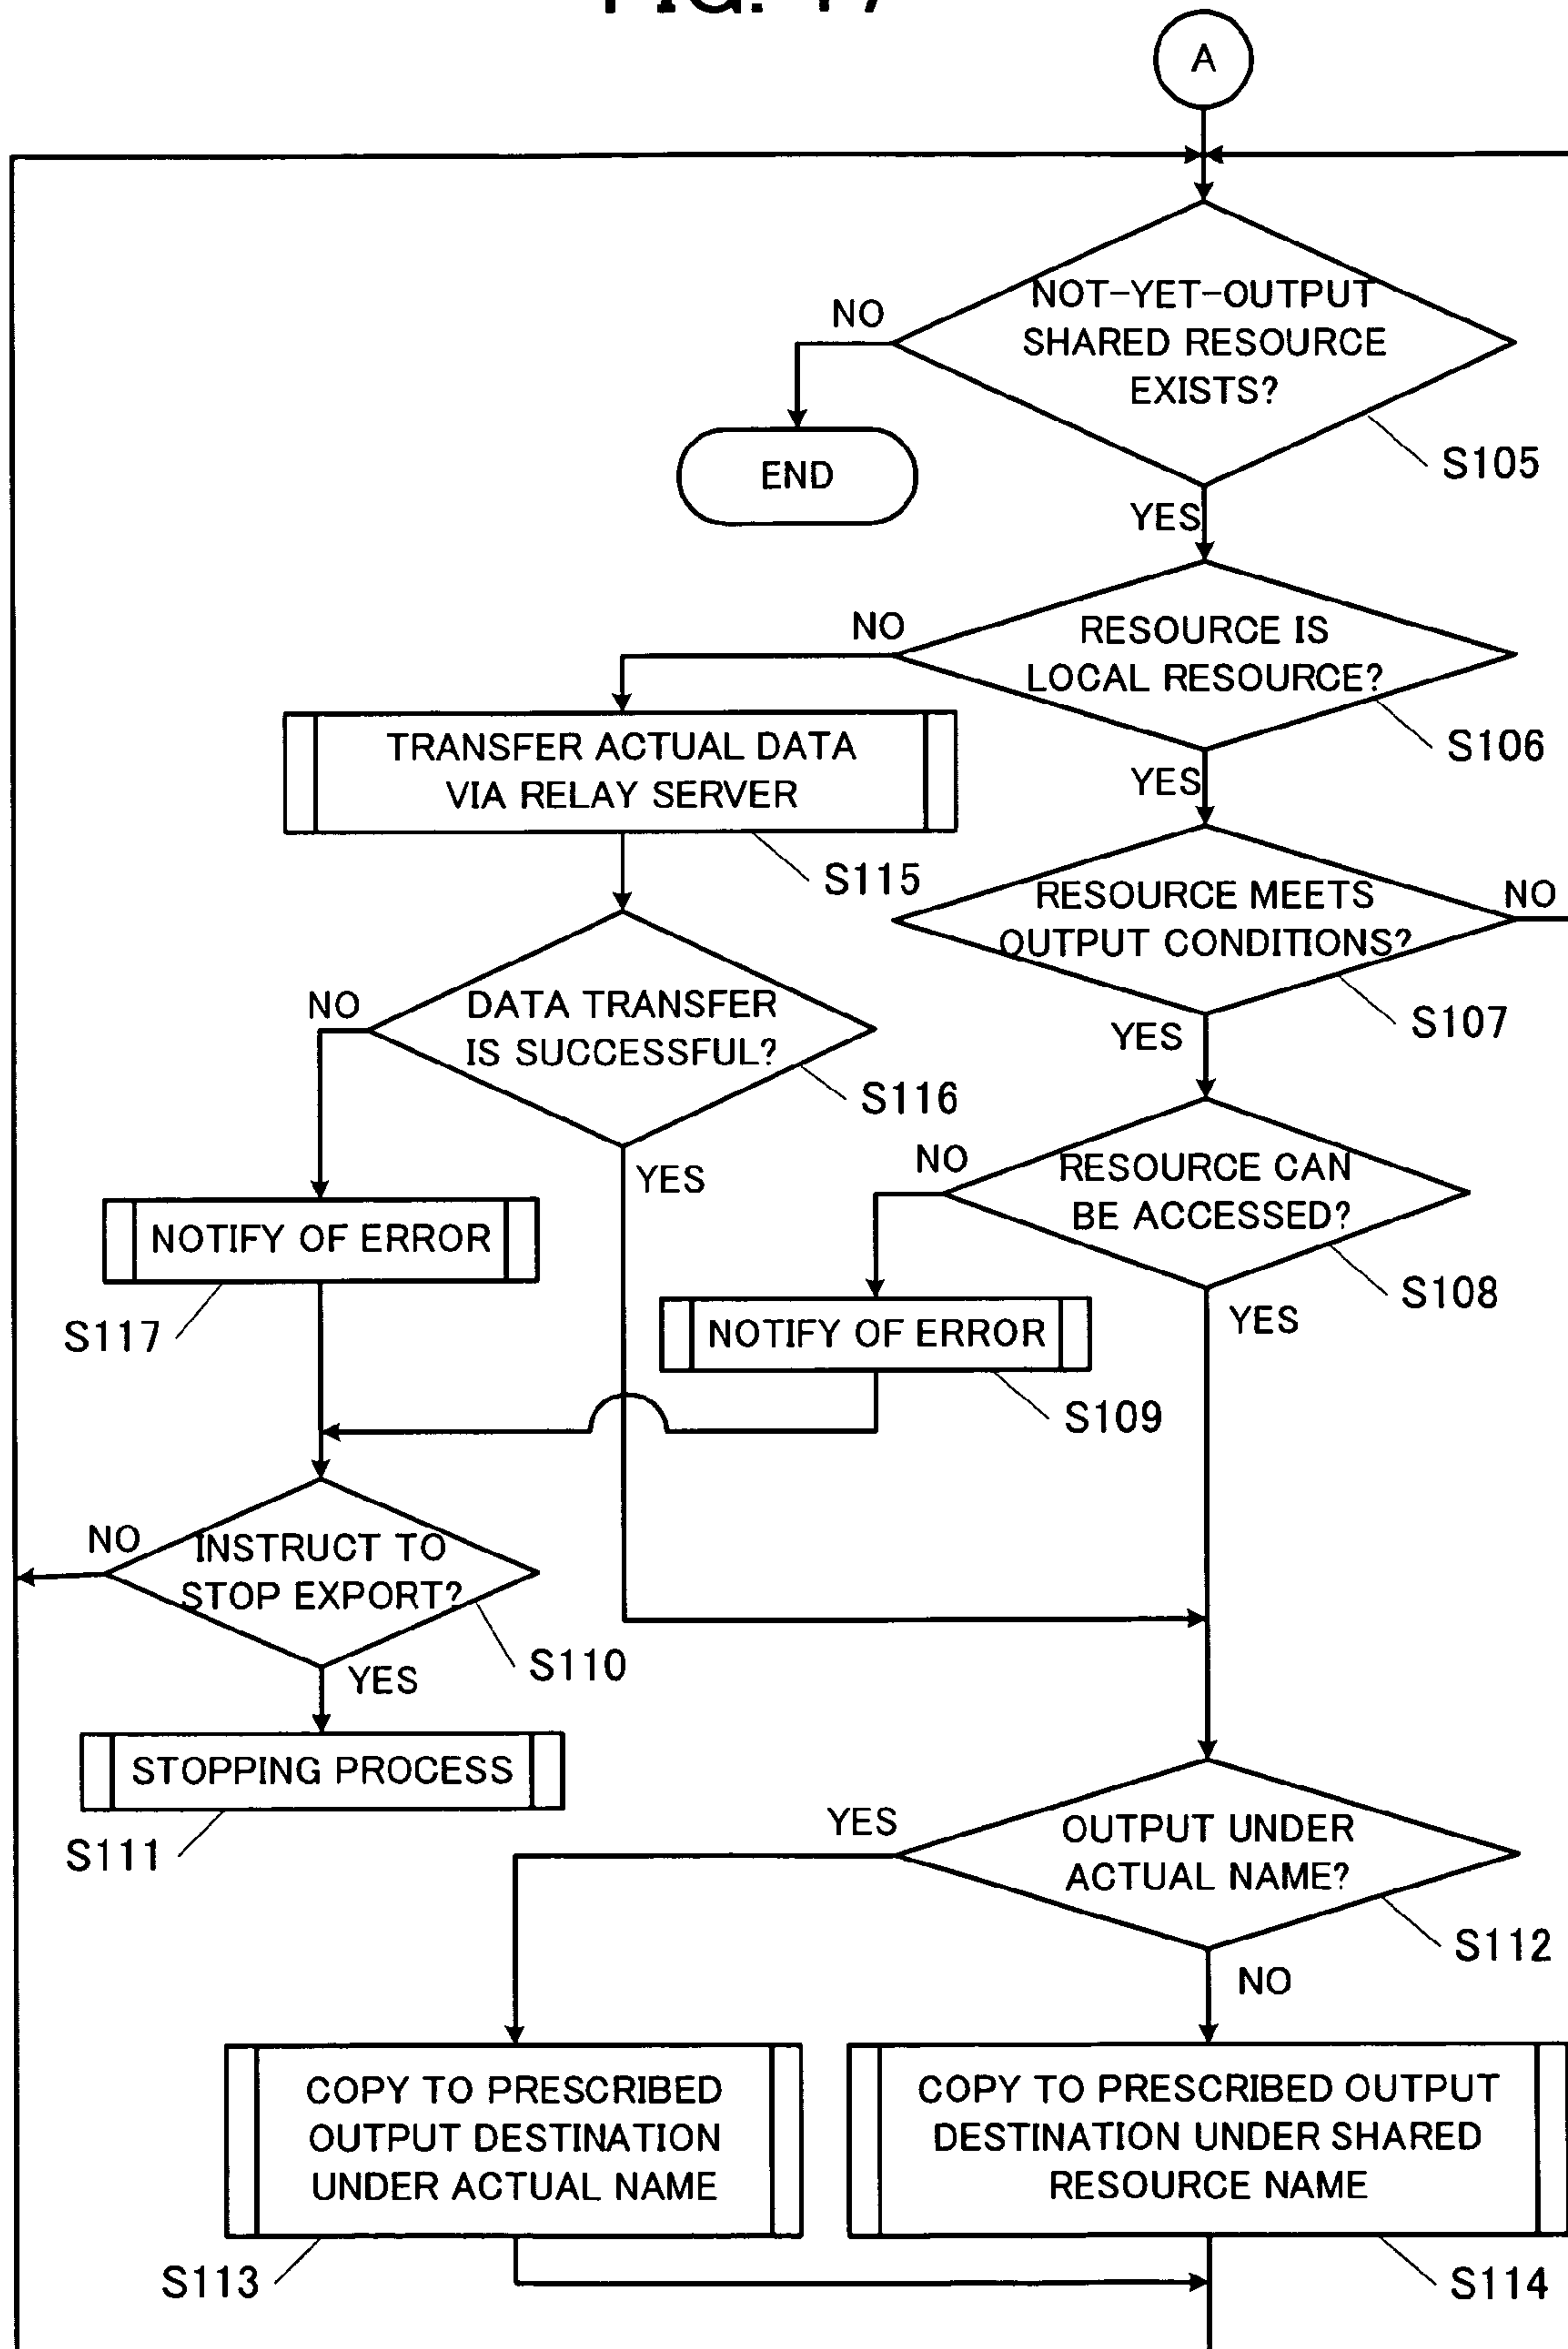 FIG. 17
A
NOT-YET-OUTPUT
SHARED RESOURCE
EXISTS?
NO
END
S105
YES
RESOURCE IS
LOCAL RESOURCE?
NO
S106
TRANSFER ACTUAL DATA
VIA RELAY SERVER
S115
YES
RESOURCE MEETS
OUTPUT CONDITIONS?
NO
S107
DATA TRANSFER
IS SUCCESSFUL?
NO
S116
YES
YES
RESOURCE CAN
BE ACCESSED?
NO
S108
YES
NOTIFY OF ERROR
S117
NOTIFY OF ERROR
S109
INSTRUCT TO
STOP EXPORT?
NO
S110
YES
STOPPING PROCESS
S111
OUTPUT UNDER
ACTUAL NAME?
YES
S112
NO
COPY TO PRESCRIBED
OUTPUT DESTINATION
UNDER ACTUAL NAME
S113
COPY TO PRESCRIBED OUTPUT
DESTINATION UNDER SHARED
RESOURCE NAME
S114